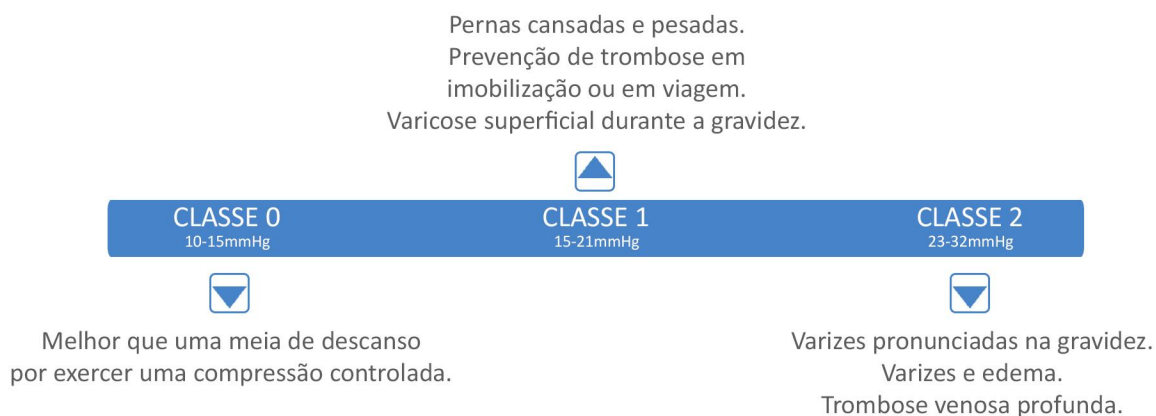 Pernas cansadas e pesadas.
Prevenção de trombose em
imobilização ou em viagem.
Varicose superficial durante a gravidez.
CLASSE 0
10-15mmHg
CLASSE 1
15-21mmHg
CLASSE 2
23-32mmHg
Melhor que uma meia de descanso
por exercer uma compressão controlada.
Varizes pronunciadas na gravidez.
Varizes e edema.
Trombose venosa profunda.